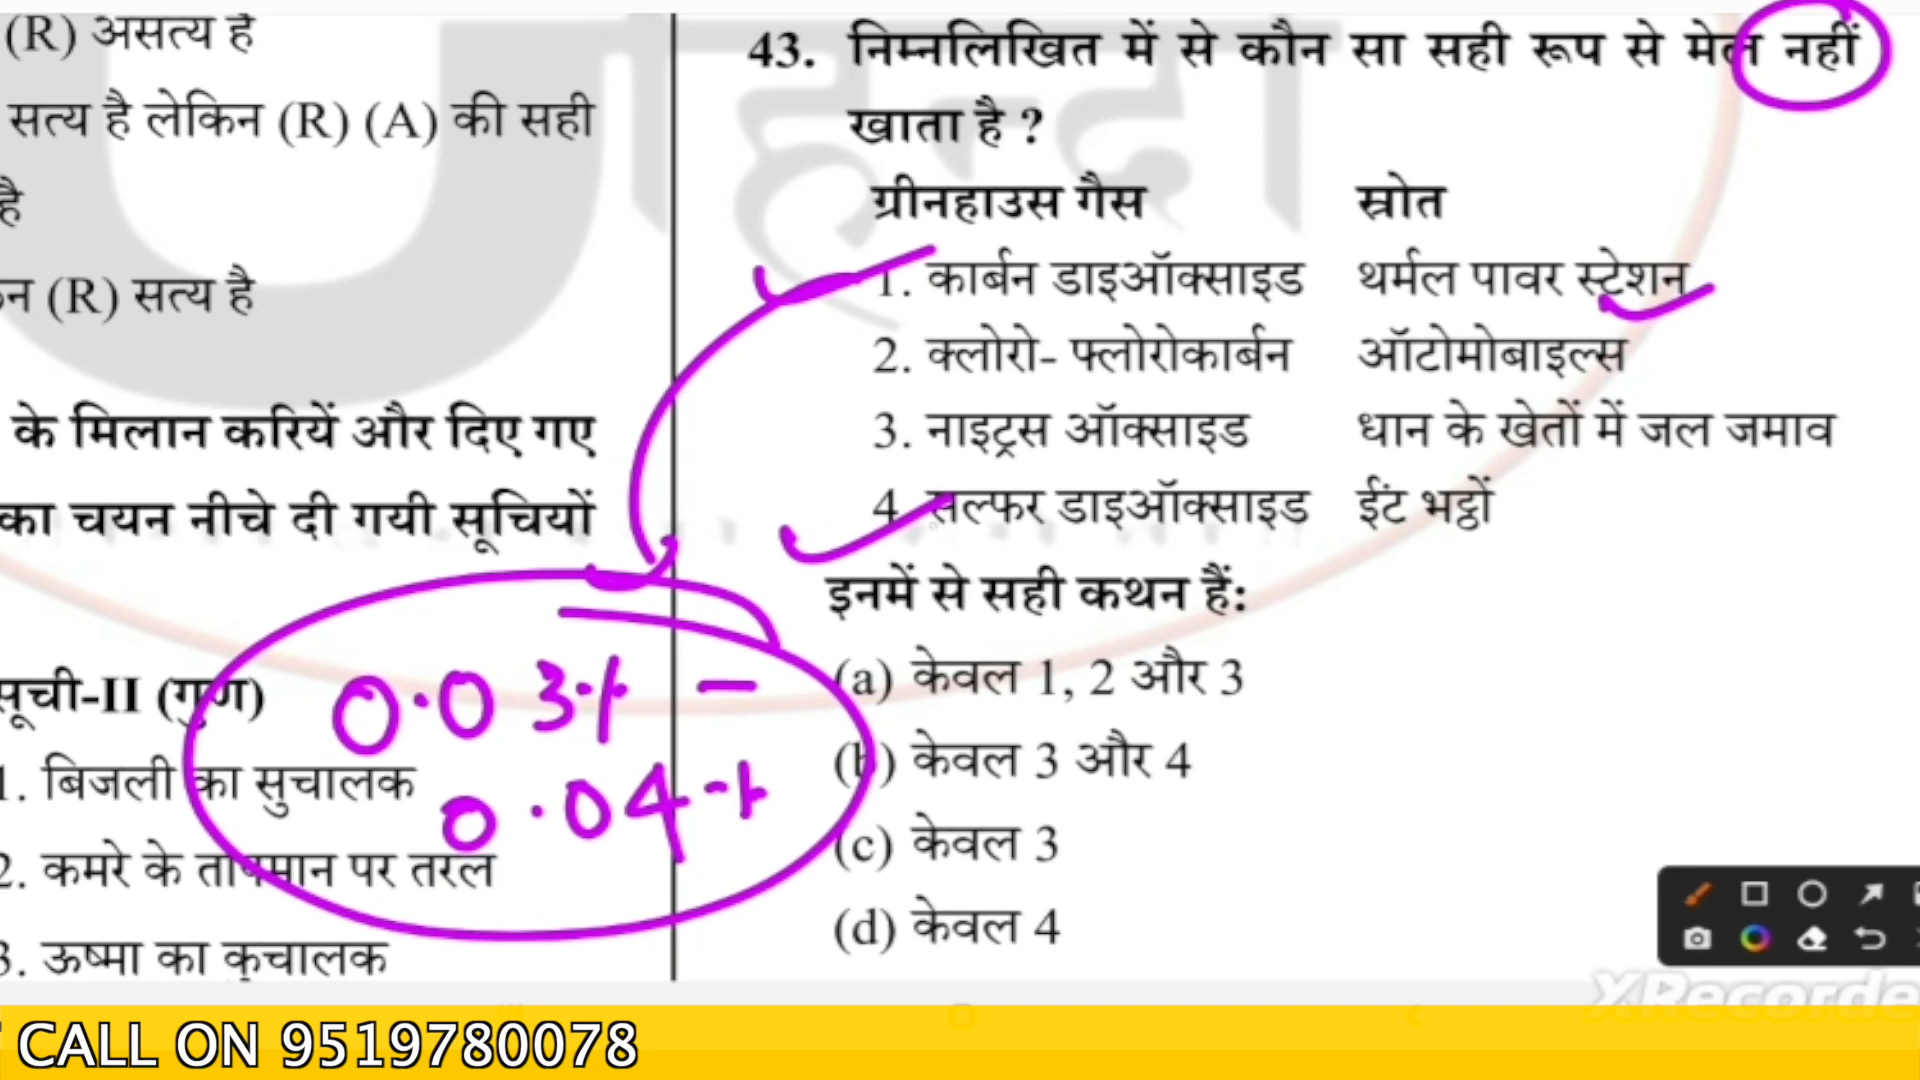 (R) असत्य है
सत्य है लेकिन (R) (A) की सही
है
न (R) सत्य है
के मिलान करियें और दिए गए
का चयन नीचे दी गयी सूचियों
सूची-II (गुण)
1. बिजली का सुचालक
2. कमरे के तापमान पर तरल
3. ऊष्मा का कुचालक
0.03%
0.04%
43. निम्नलिखित में से कौन सा सही रूप से मेल नहीं
खाता है ?
ग्रीनहाउस गैस स्रोत
1. कार्बन डाइऑक्साइड थर्मल पावर स्टेशन
2. क्लोरो- फ्लोरोकार्बन ऑटोमोबाइल्स
3. नाइट्रस ऑक्साइड धान के खेतों में जल जमाव
4. सल्फर डाइऑक्साइड ईंट भट्ठों
इनमें से सही कथन हैं:
(a) केवल 1, 2 और 3
(b) केवल 3 और 4
(c) केवल 3
(d) केवल 4
XRecorde
CALL ON 9519780078